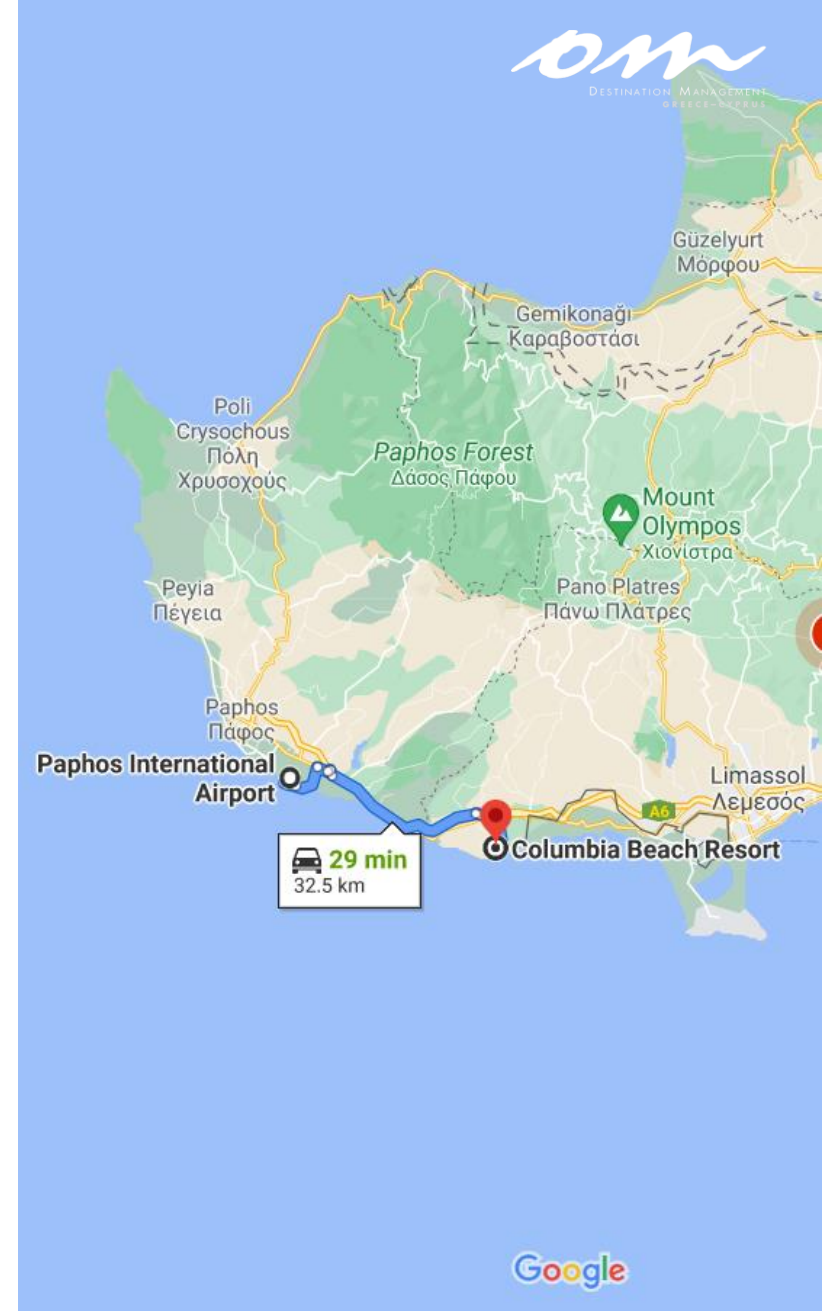 om
DESTINATION MANAGEMENT
GREECE-CYPRUS
Güzelyurt
Μόρφου
Gemikonağı
Καραβοστάσι
Poli
Crysochous
Πόλη
Χρυσοχούς
Paphos Forest
Δάσος Πάφου
Mount
Olympos
Χιονίστρα
Peyia
Πέγεια
Pano Platres
Πάνω Πλάτρες
Paphos
Πάφος
Paphos International
Airport
Limassol
Λεμεσός
A6
Columbia Beach Resort
29 min
32.5 km
Google